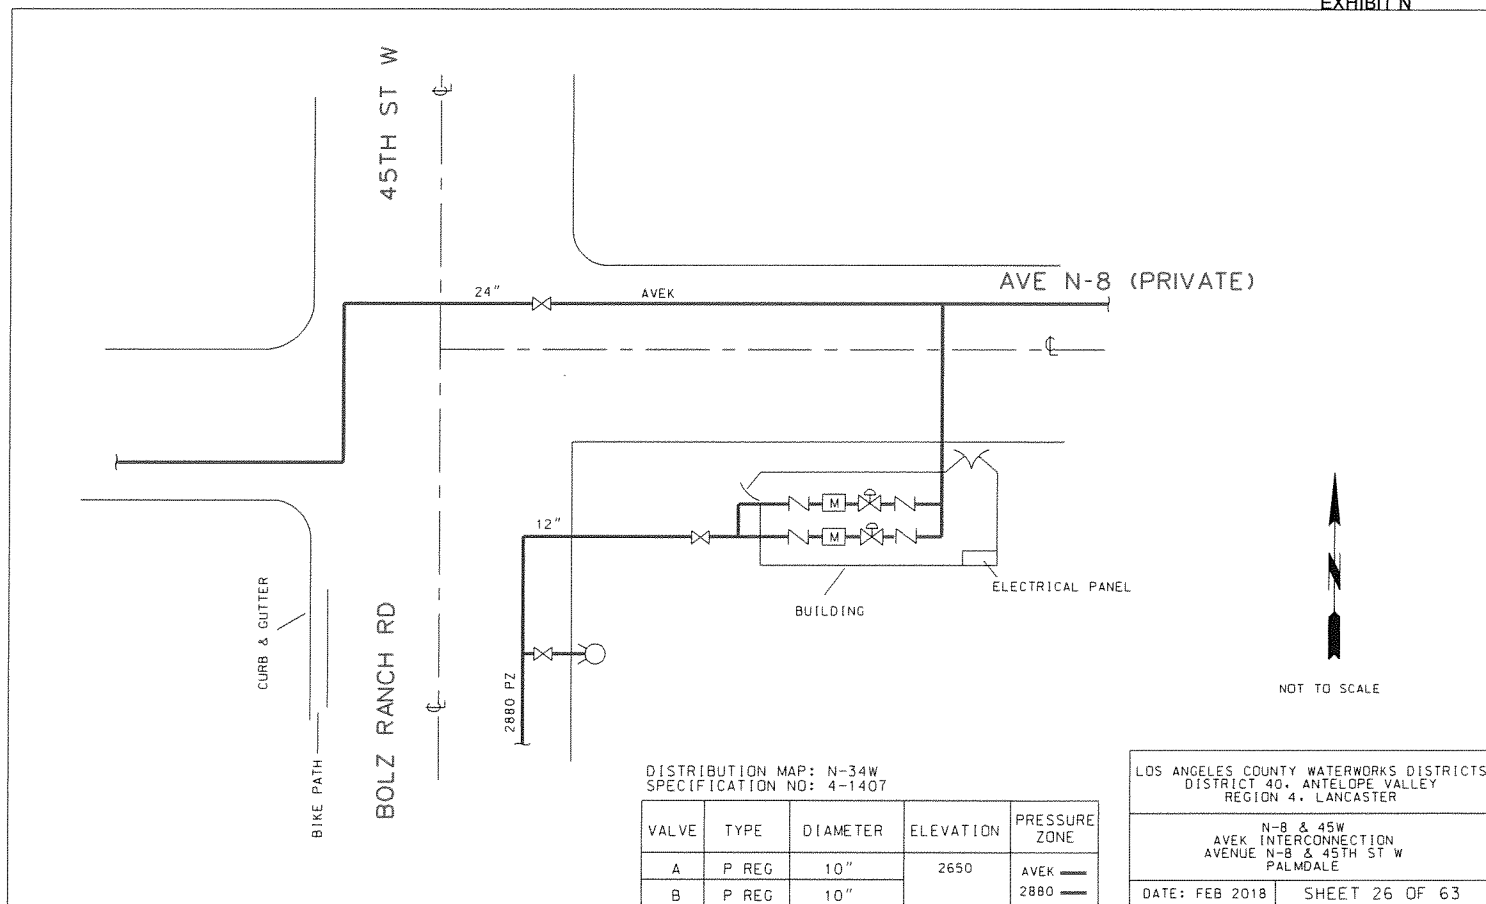 EXHIBIT N
45TH ST W
AVE N-8 (PRIVATE)
24"
AVEK
12"
M
M
ELECTRICAL PANEL
BUILDING
CURB & GUTTER
BOLZ RANCH RD
2880 PZ
BIKE PATH
N
NOT TO SCALE
DISTRIBUTION MAP: N-34W
SPECIFICATION NO: 4-1407
VALVE TYPE DIAMETER ELEVATION PRESSURE ZONE
A P REG 10" 2650 AVEK
B P REG 10" 2880
LOS ANGELES COUNTY WATERWORKS DISTRICTS
DISTRICT 40, ANTELOPE VALLEY
REGION 4, LANCASTER
N-8 & 45W
AVEK INTERCONNECTION
AVENUE N-8 & 45TH ST W
PALMDALE
DATE: FEB 2018 SHEET 26 OF 63